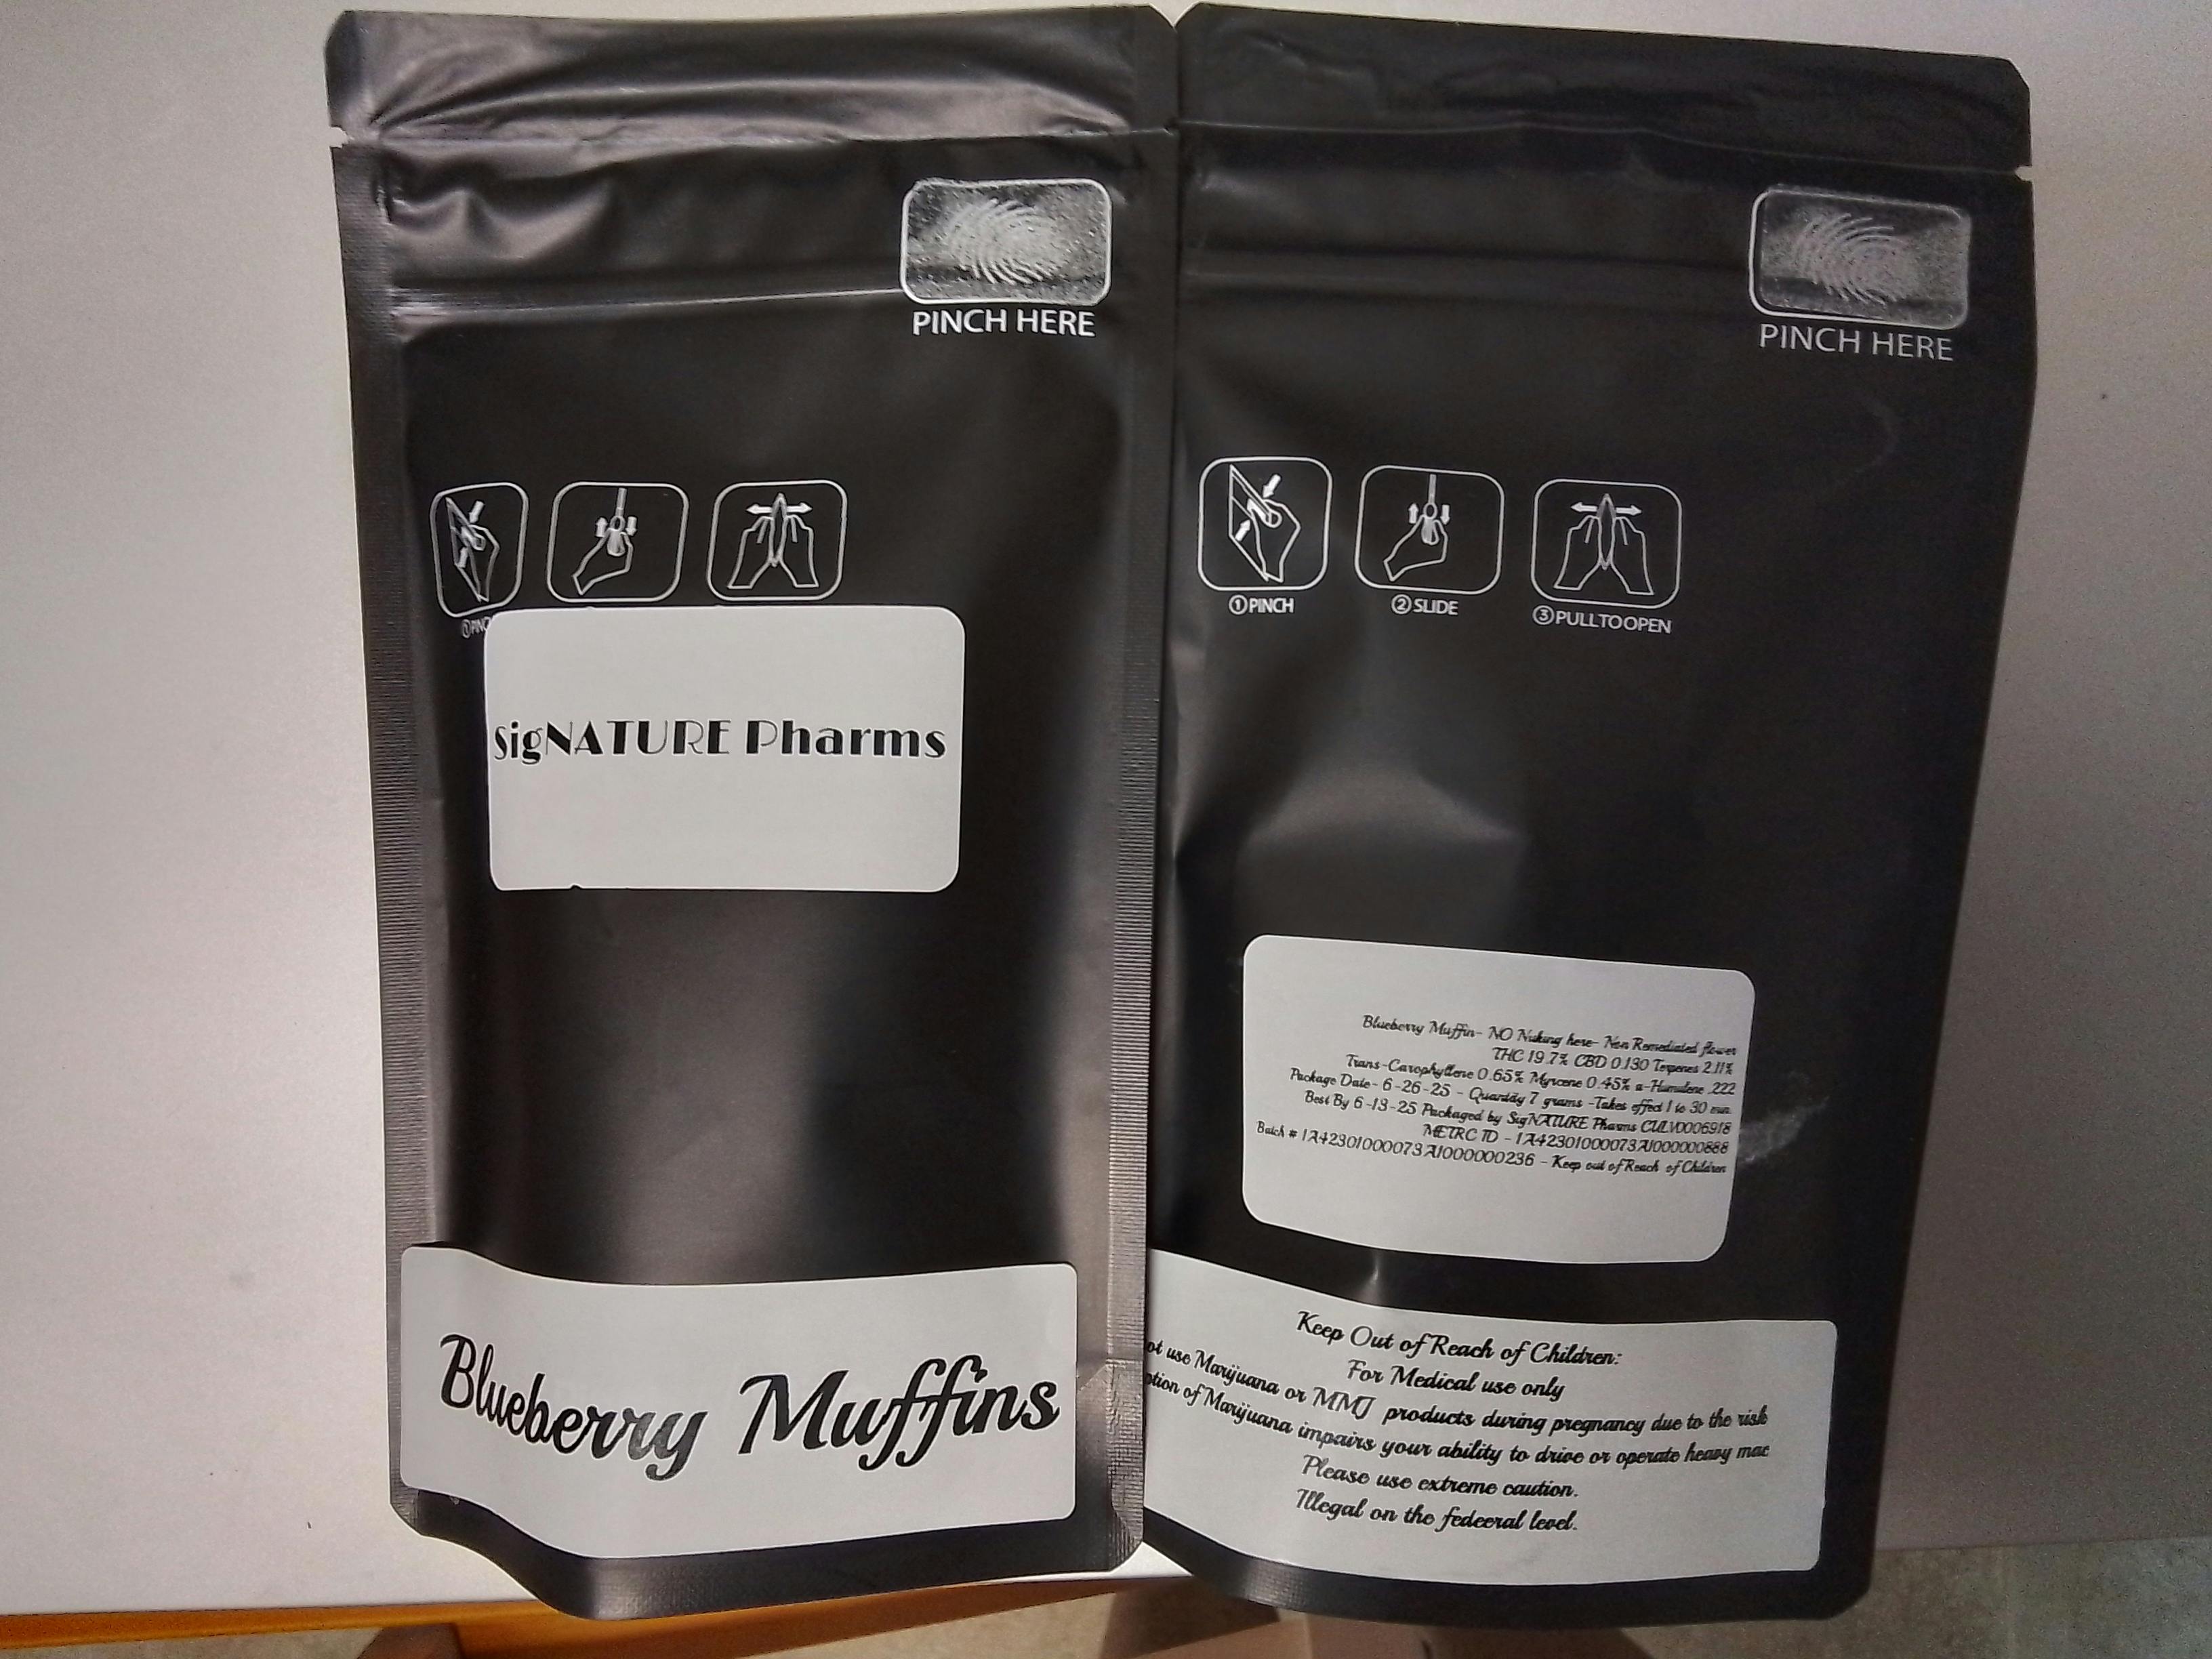 PINCH HERE
①PINC
SigNATURE Pharms
Blueberry Muffins
PINCH HERE
①PINCH ②SLIDE ③PULLTOOPEN
Blueberry Muffin- NO Nuking here- Non Remediated flower
THC 19.7% CBD 0.130 Terpenes 2.11%
Trans-Carophyllene 0.65% Myrcene 0.45% a-Humulene .222
Package Date- 6-26-25 - Quantity 7 grams -Takes effect 1 to 30 min.
Best By 6-13-25 Packaged by SigNATURE Pharms CULV0006918
METRC ID - 1A42301000073A1000000888
Batch # 1A42301000073A1000000236 - Keep out of Reach of Children
Keep Out of Reach of Children:
For Medical use only
ot use Marijuana or MMJ products during pregnancy due to the risk
ption of Marijuana impairs your ability to drive or operate heavy mac
Please use extreme caution.
Illegal on the fedeeral level.